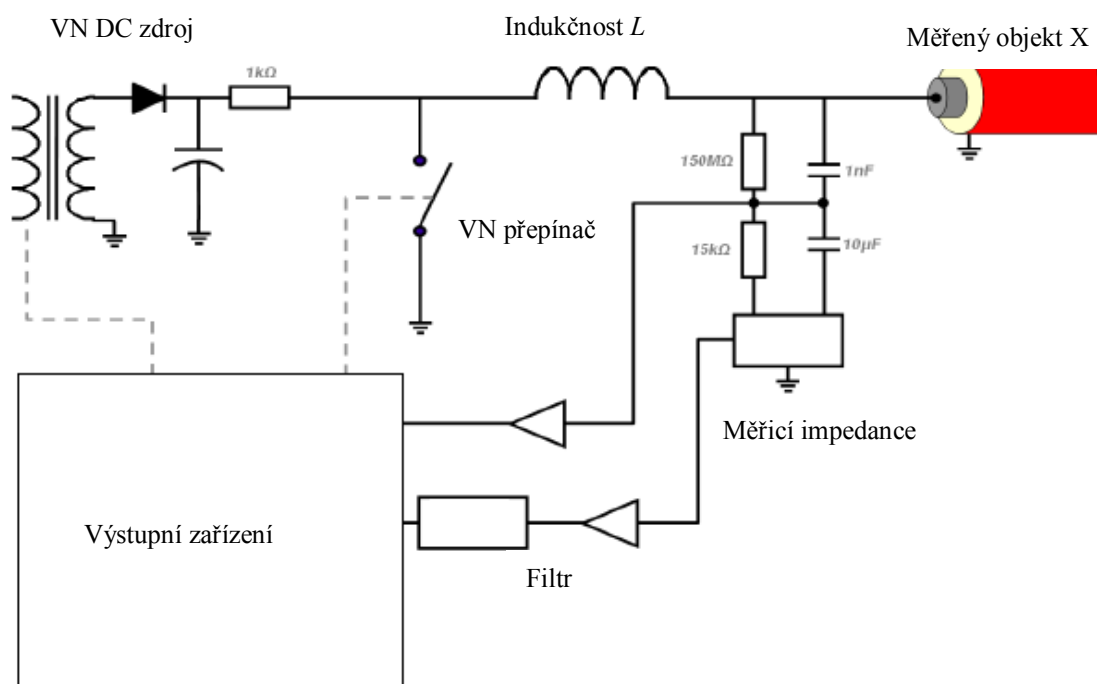 VN DC zdroj
Indukčnost L
Měřený objekt X
1kΩ
150MΩ
1nF
VN přepínač
15kΩ
10μF
Měřicí impedance
Výstupní zařízení
Filtr